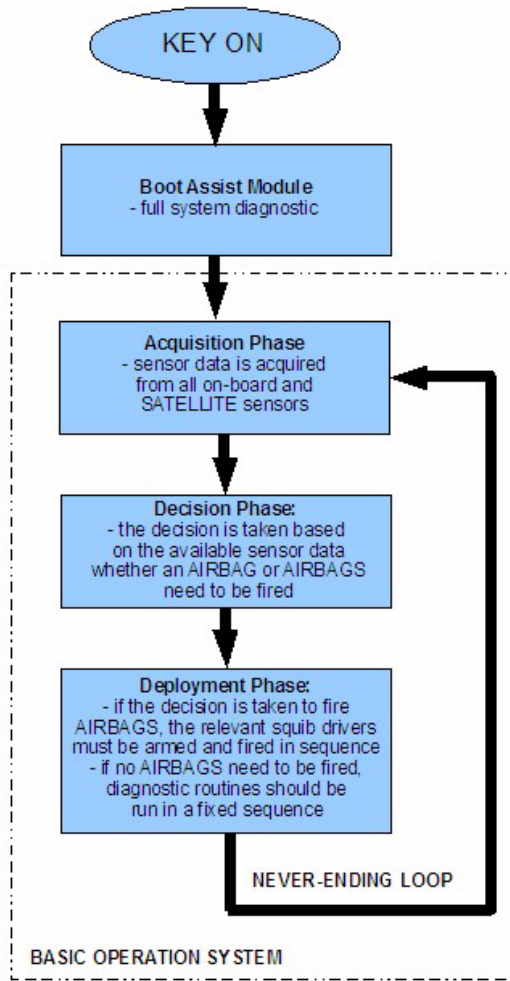 KEY ON
Boot Assist Module
- full system diagnostic
Acquisition Phase
- sensor data is acquired
from all on-board and
SATELLITE sensors
Decision Phase:
- the decision is taken based
on the available sensor data
whether an AIRBAG or AIRBAGS
need to be fired
Deployment Phase:
- if the decision is taken to fire
AIRBAGS, the relevant squib drivers
must be armed and fired in sequence
- if no AIRBAGS need to be fired,
diagnostic routines should be
run in a fixed sequence
NEVER-ENDING LOOP
BASIC OPERATION SYSTEM